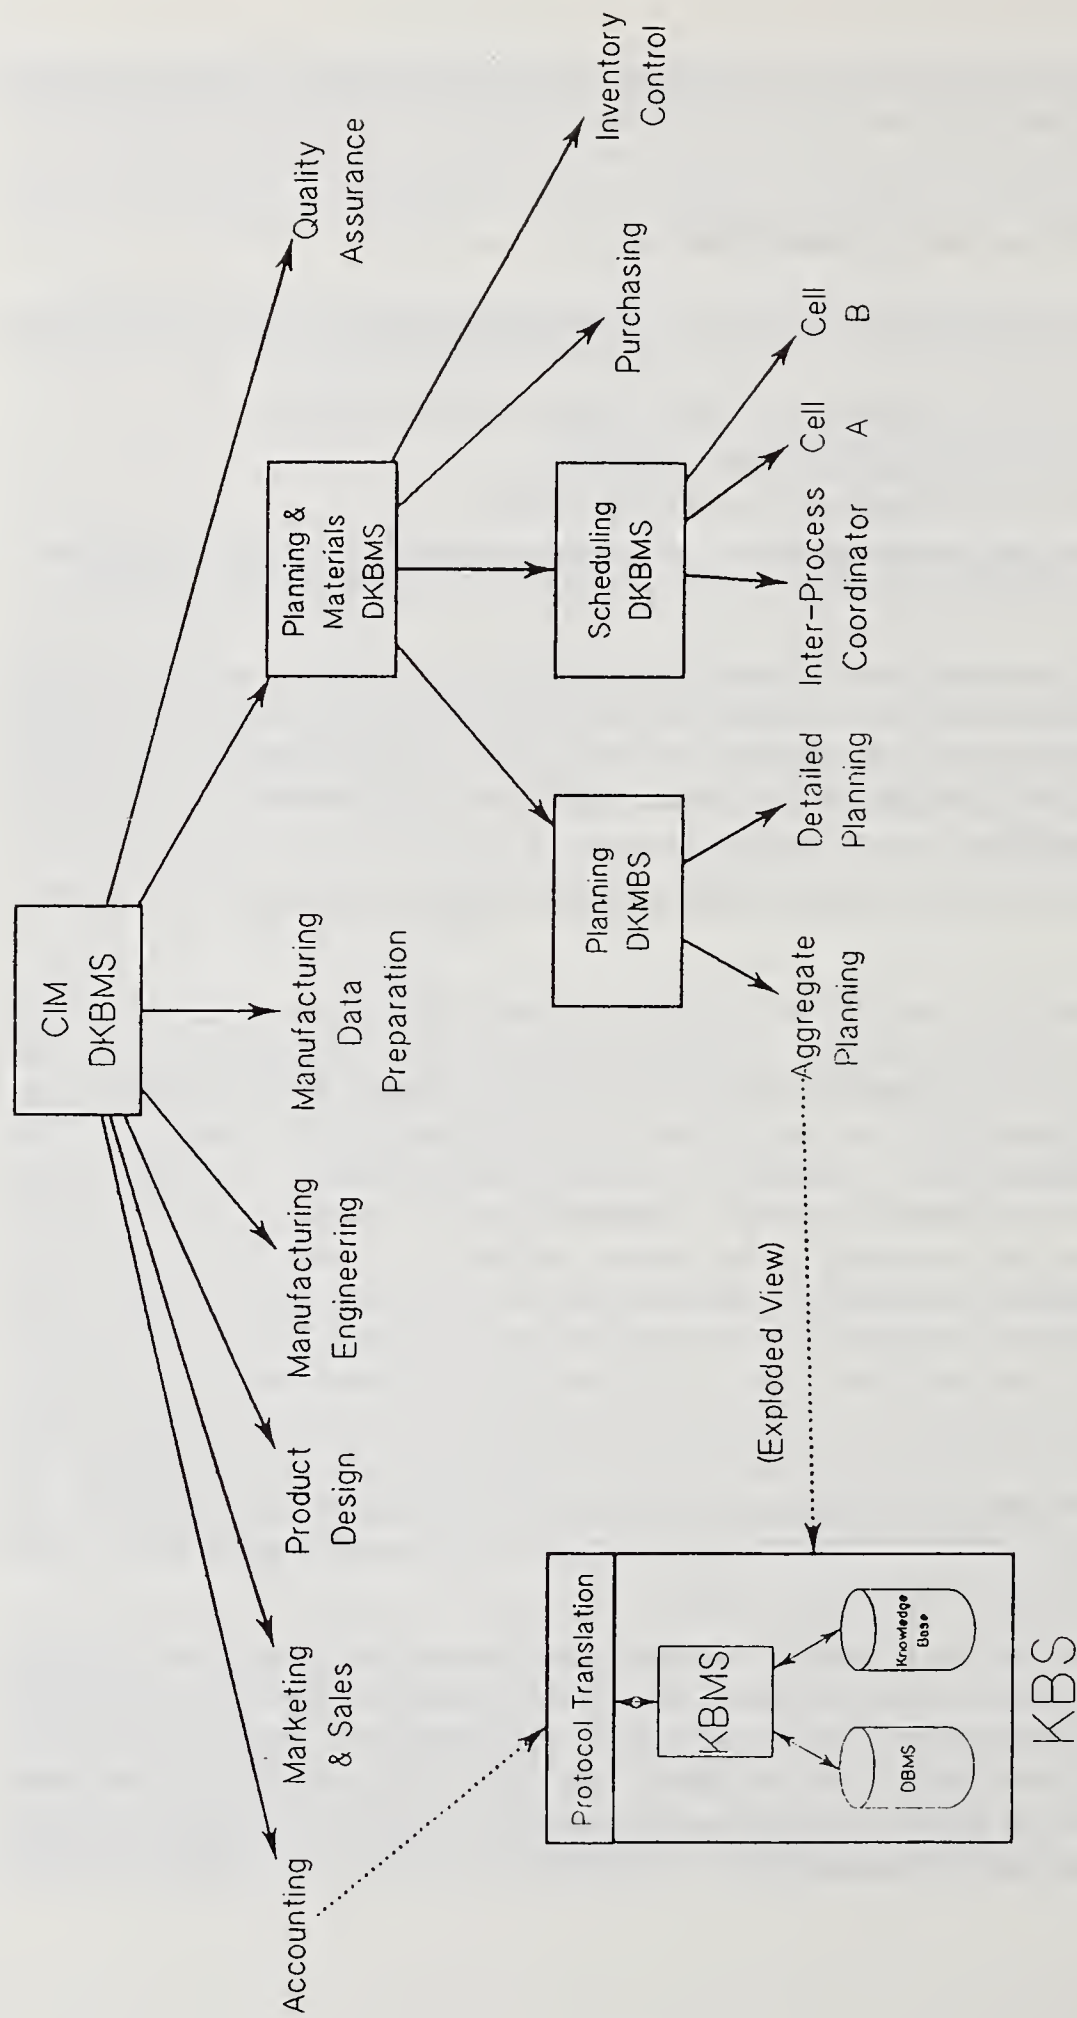 CIM
DKBMS
Accounting
Marketing
& Sales
Product
Design
Manufacturing
Engineering
Manufacturing
Data
Preparation
Planning &
Materials
DKBMS
Quality
Assurance
Planning
DKMBS
Scheduling
DKBMS
Purchasing
Inventory
Control
Aggregate
Planning
Detailed
Planning
Inter-Process
Coordinator
Cell
A
Cell
B
(Exploded View)
Protocol Translation
KBMS
DBMS
Knowledge
Base
KBS